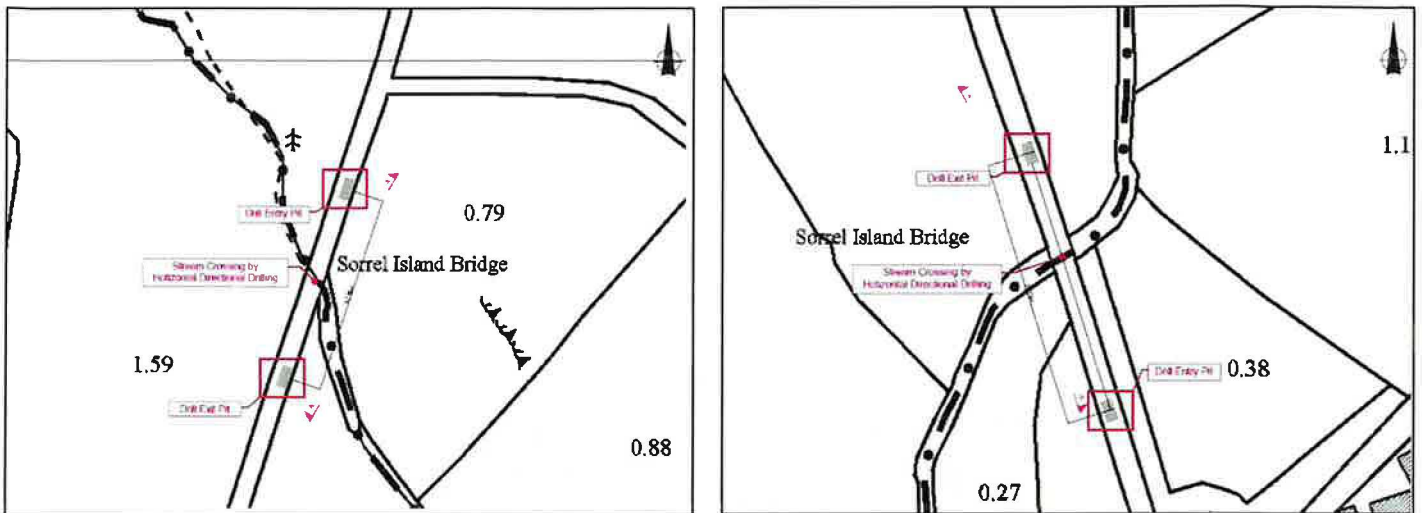 Drill Entry Pit
0.79
Stream Crossing by
Horizontal Directional Drilling
Sorrel Island Bridge
1.59
Drill Exit Pit
0.88
1.1
Drill Exit Pit
Sorrel Island Bridge
Stream Crossing by
Horizontal Directional Drilling
Drill Entry Pit
0.38
0.27